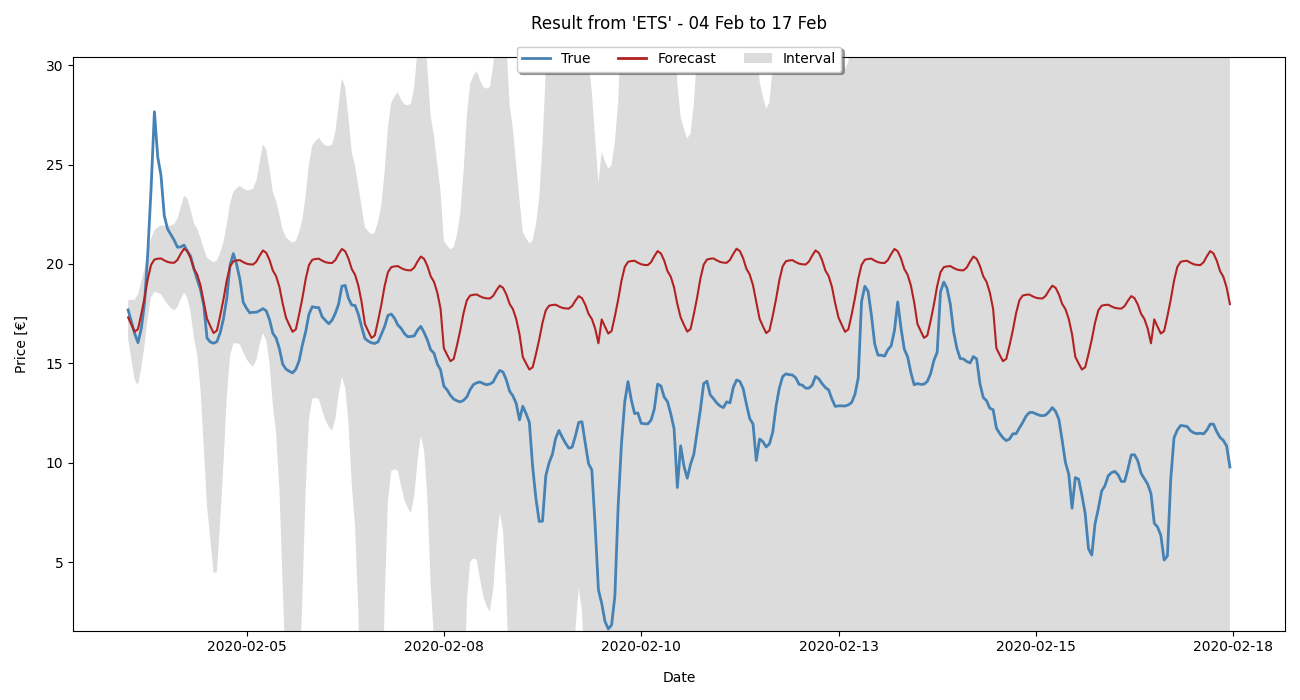 Result from 'ETS' - 04 Feb to 17 Feb
True Forecast Interval
30
25
20
15
10
5
Price [€]
2020-02-05 2020-02-08 2020-02-10 2020-02-13 2020-02-15 2020-02-18
Date